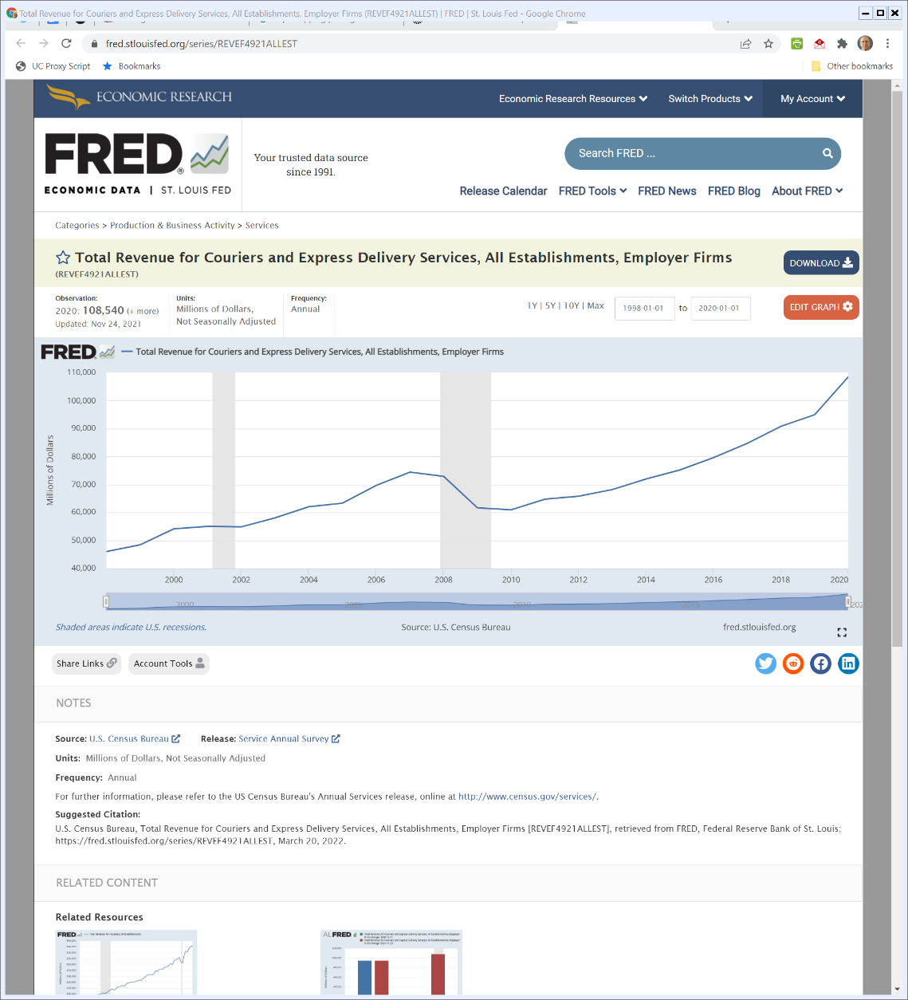 Total Revenue for Couriers and Express Delivery Services, All Establishments, Employer Firms (REVEF4921ALLEST) | FRED | St. Louis Fed - Google Chrome
fred.stlouisfed.org/series/REVEF4921ALLEST
UC Proxy Script
Bookmarks
Other bookmarks
ECONOMIC RESEARCH
Economic Research Resources
Switch Products
My Account
FRED®
ECONOMIC DATA | ST. LOUIS FED
Your trusted data source
since 1991.
Search FRED ...
Release Calendar
FRED Tools
FRED News
FRED Blog
About FRED
Categories > Production & Business Activity > Services
Total Revenue for Couriers and Express Delivery Services, All Establishments, Employer Firms
(REVEF4921ALLEST)
DOWNLOAD
Observation:
2020: 108,540 (+ more)
Updated: Nov 24, 2021
Units:
Millions of Dollars,
Not Seasonally Adjusted
Frequency:
Annual
1Y | 5Y | 10Y | Max
1998-01-01
to
2020-01-01
EDIT GRAPH
FRED
Total Revenue for Couriers and Express Delivery Services, All Establishments, Employer Firms
110,000
100,000
90,000
80,000
70,000
60,000
50,000
40,000
Millions of Dollars
2000
2002
2004
2006
2008
2010
2012
2014
2016
2018
2020
2000
2005
2010
2015
Shaded areas indicate U.S. recessions.
Source: U.S. Census Bureau
fred.stlouisfed.org
Share Links
Account Tools
NOTES
Source: U.S. Census Bureau
Release: Service Annual Survey
Units: Millions of Dollars, Not Seasonally Adjusted
Frequency: Annual
For further information, please refer to the US Census Bureau's Annual Services release, online at http://www.census.gov/services/.
Suggested Citation:
U.S. Census Bureau, Total Revenue for Couriers and Express Delivery Services, All Establishments, Employer Firms [REVEF4921ALLEST], retrieved from FRED, Federal Reserve Bank of St. Louis;
https://fred.stlouisfed.org/series/REVEF4921ALLEST, March 20, 2022.
RELATED CONTENT
Related Resources
FRED
ALFRED